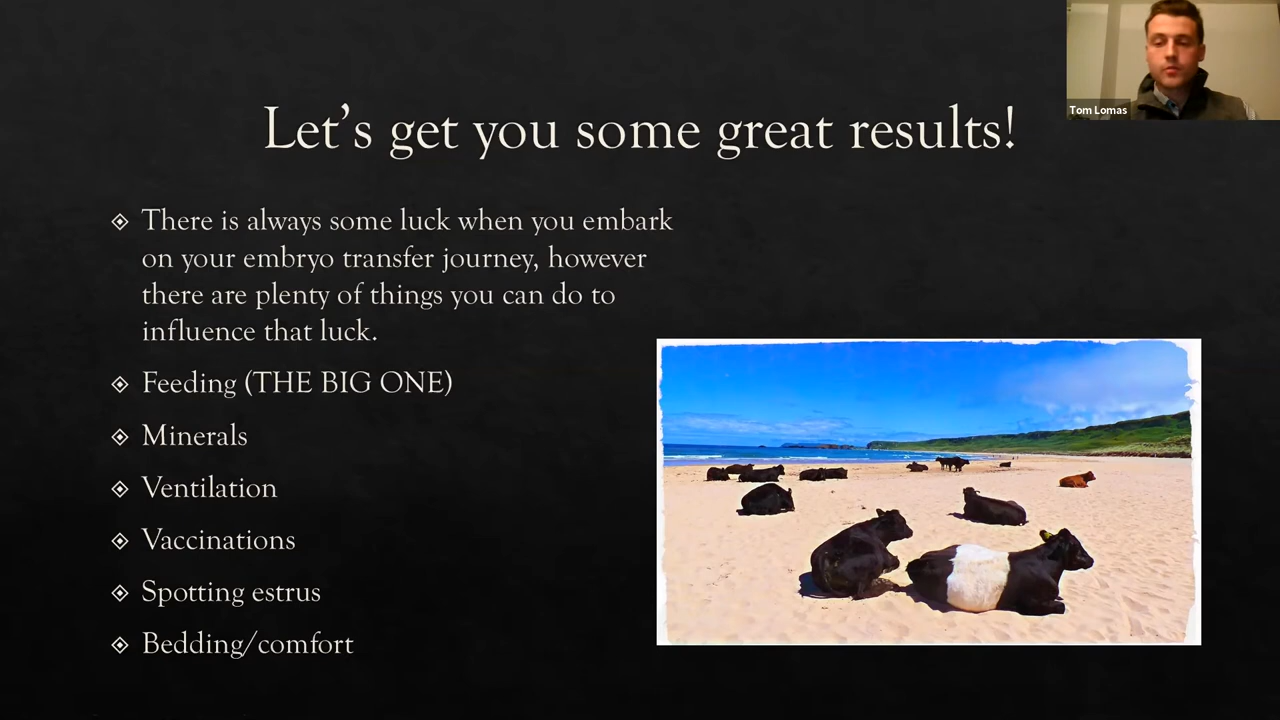 Tom Lomas
Let's get you some great results!
There is always some luck when you embark
on your embryo transfer journey, however
there are plenty of things you can do to
influence that luck.
Feeding (THE BIG ONE)
Minerals
Ventilation
Vaccinations
Spotting estrus
Bedding/comfort